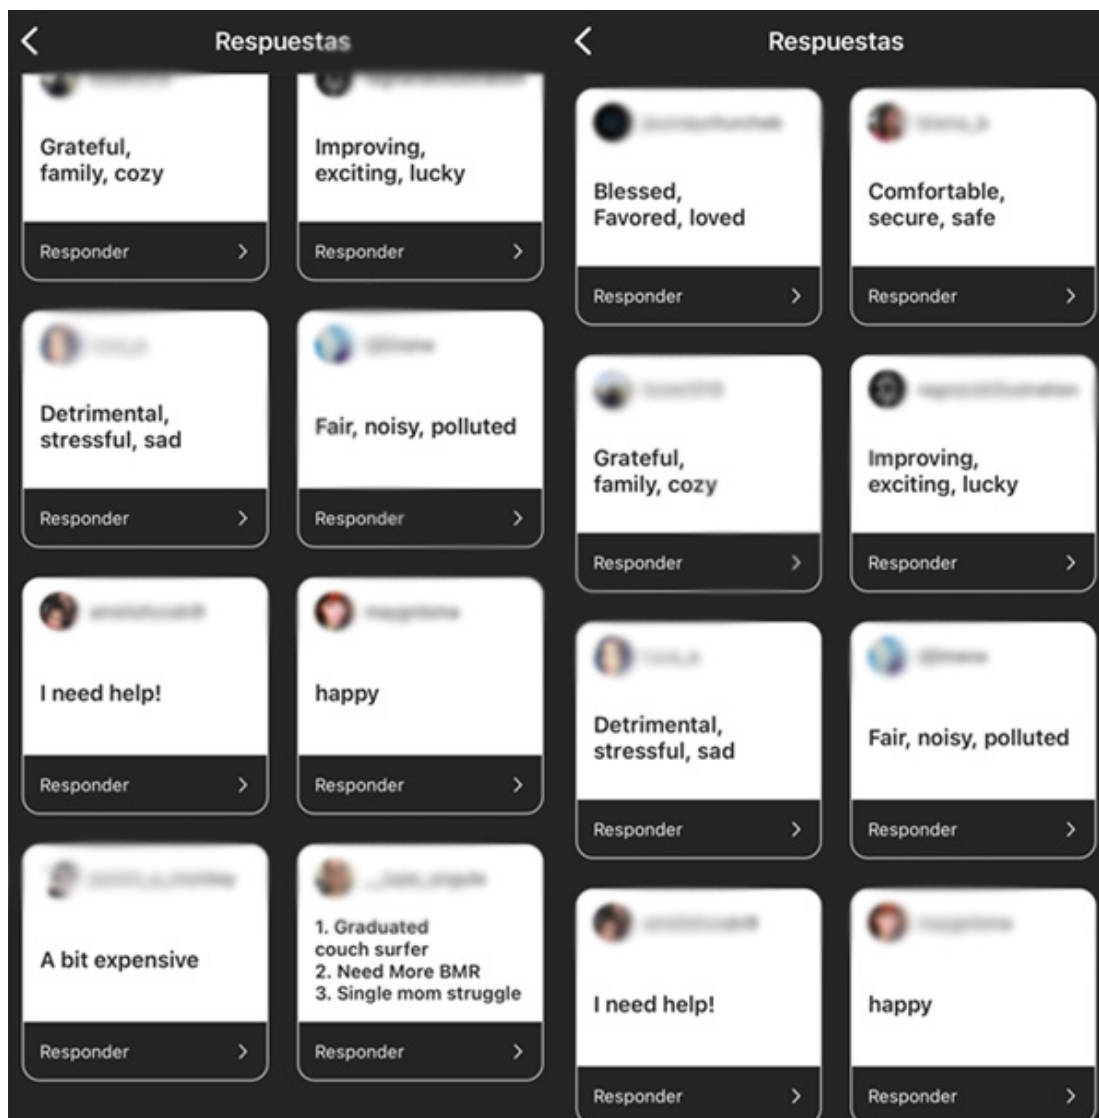 Respuestas
Grateful,
family, cozy
Responder
Improving,
exciting, lucky
Responder
Detrimental,
stressful, sad
Responder
Fair, noisy, polluted
Responder
I need help!
Responder
happy
Responder
A bit expensive
Responder
1. Graduated
couch surfer
2. Need More BMR
3. Single mom struggle
Responder
Respuestas
Blessed,
Favored, loved
Responder
Comfortable,
secure, safe
Responder
Grateful,
family, cozy
Responder
Improving,
exciting, lucky
Responder
Detrimental,
stressful, sad
Responder
Fair, noisy, polluted
Responder
I need help!
Responder
happy
Responder